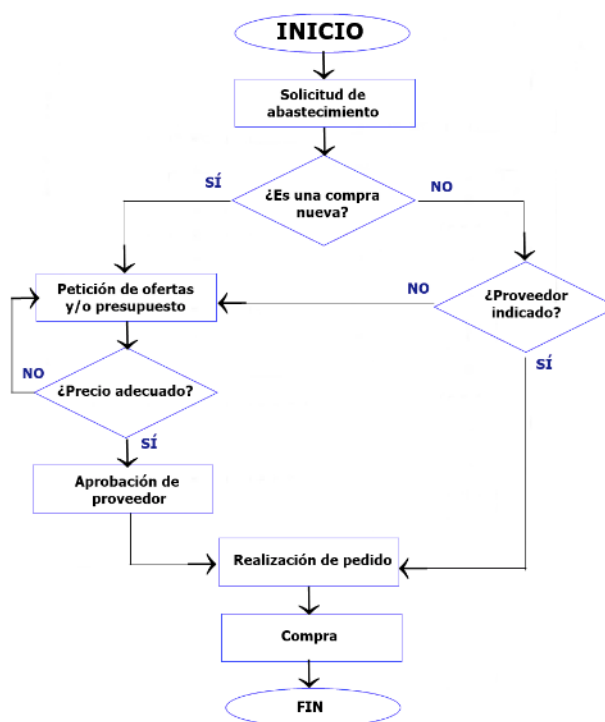 INICIO
Solicitud de
abastecimiento
SÍ
NO
¿Es una compra
nueva?
Petición de ofertas
y/o presupuesto
NO
¿Proveedor
indicado?
NO
¿Precio adecuado?
SÍ
SÍ
Aprobación de
proveedor
Realización de pedido
Compra
FIN